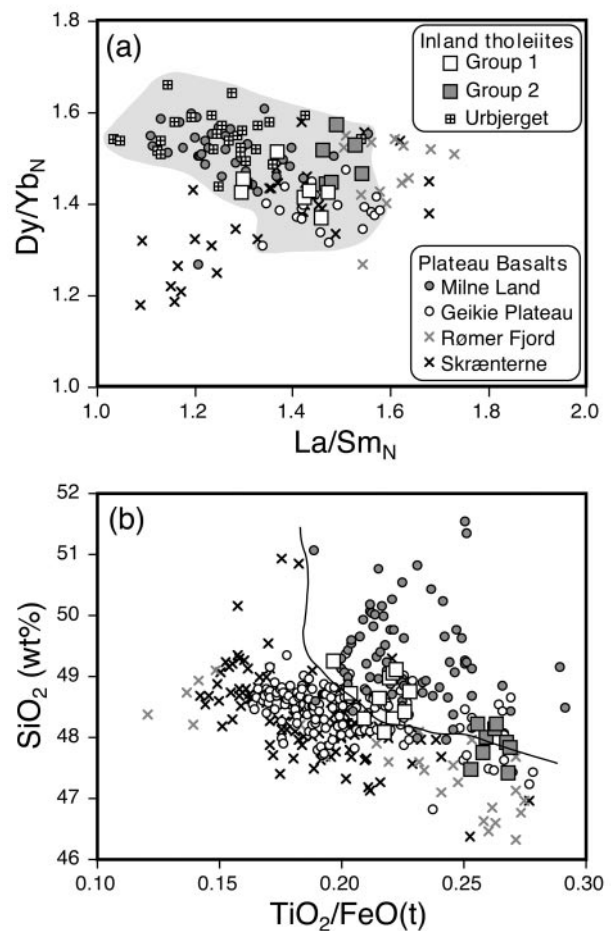 (a)
Inland tholeiites
Group 1
Group 2
Urbjerget
Plateau Basalts
Milne Land
Geikie Plateau
Rømer Fjord
Skrænterne
1.8
1.6
1.4
1.2
1.0
Dy/YbN
1.0 1.2 1.4 1.6 1.8 2.0
La/SmN
(b)
52
51
50
49
48
47
46
SiO2 (wt%)
0.10 0.15 0.20 0.25 0.30
TiO2/FeO(t)